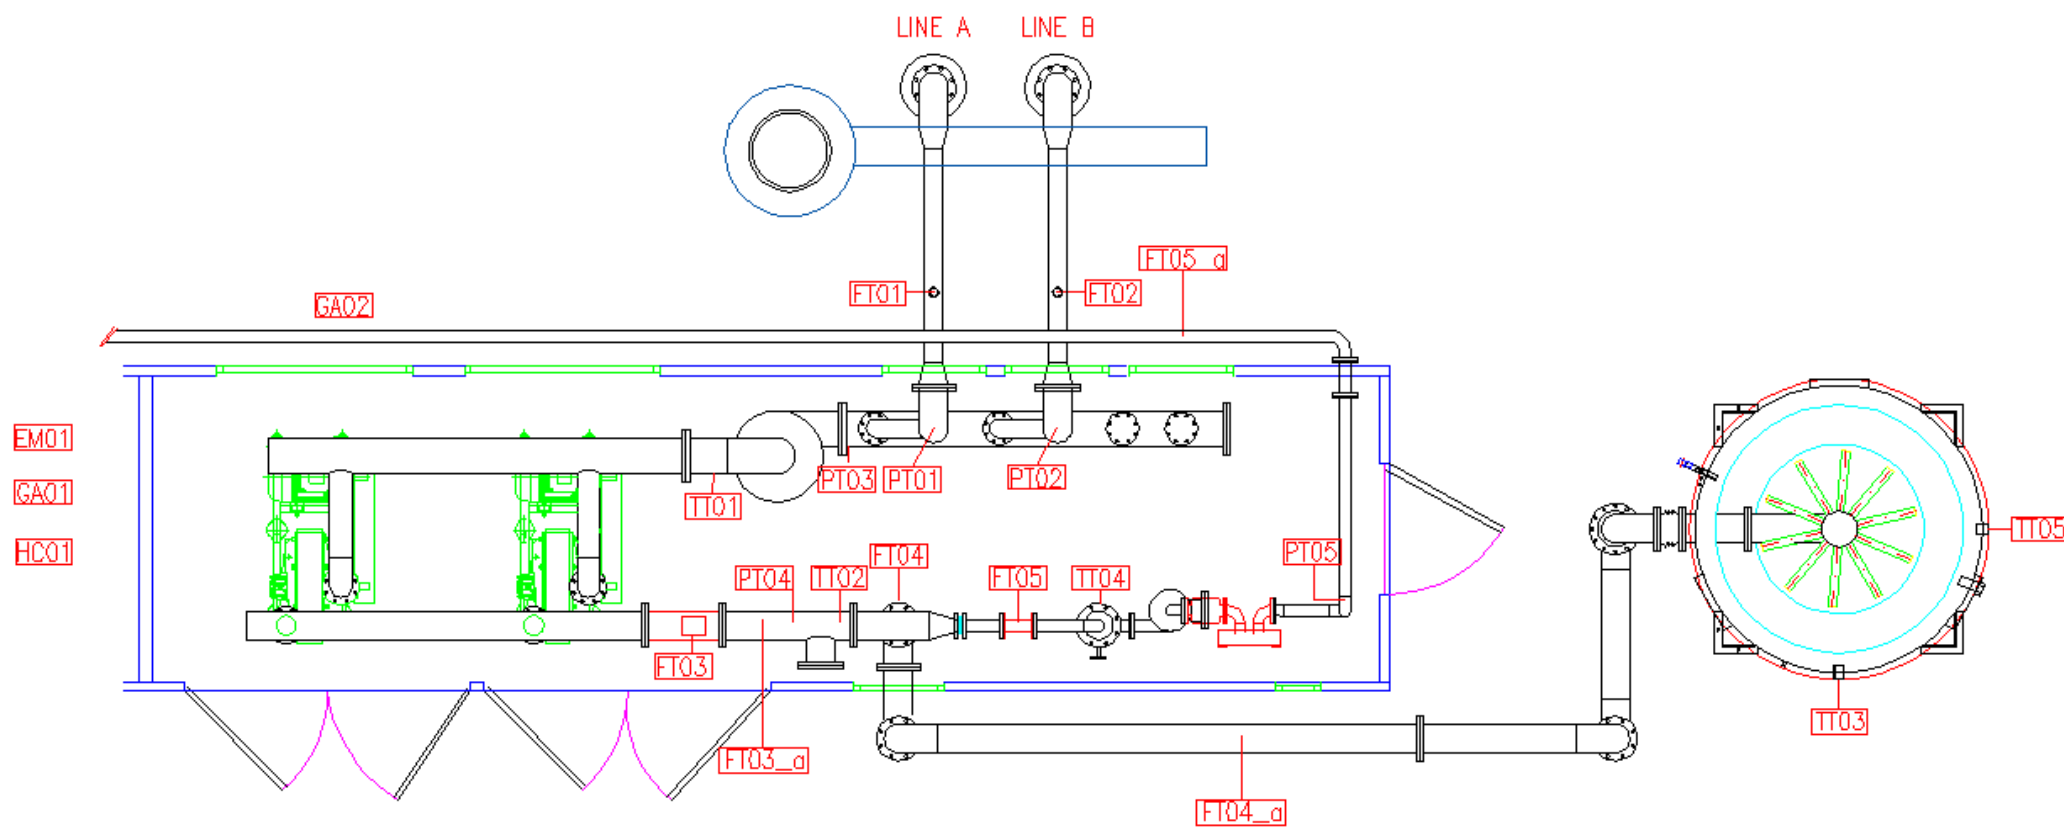 LINE A
LINE B
FT05_a
FT01
FT02
GA02
EM01
PT03
PT01
PT02
GA01
TT01
HC01
FT04
PT05
PT04
TT02
FT05
TT04
TT05
FT03
TT03
FT03_a
FT04_a